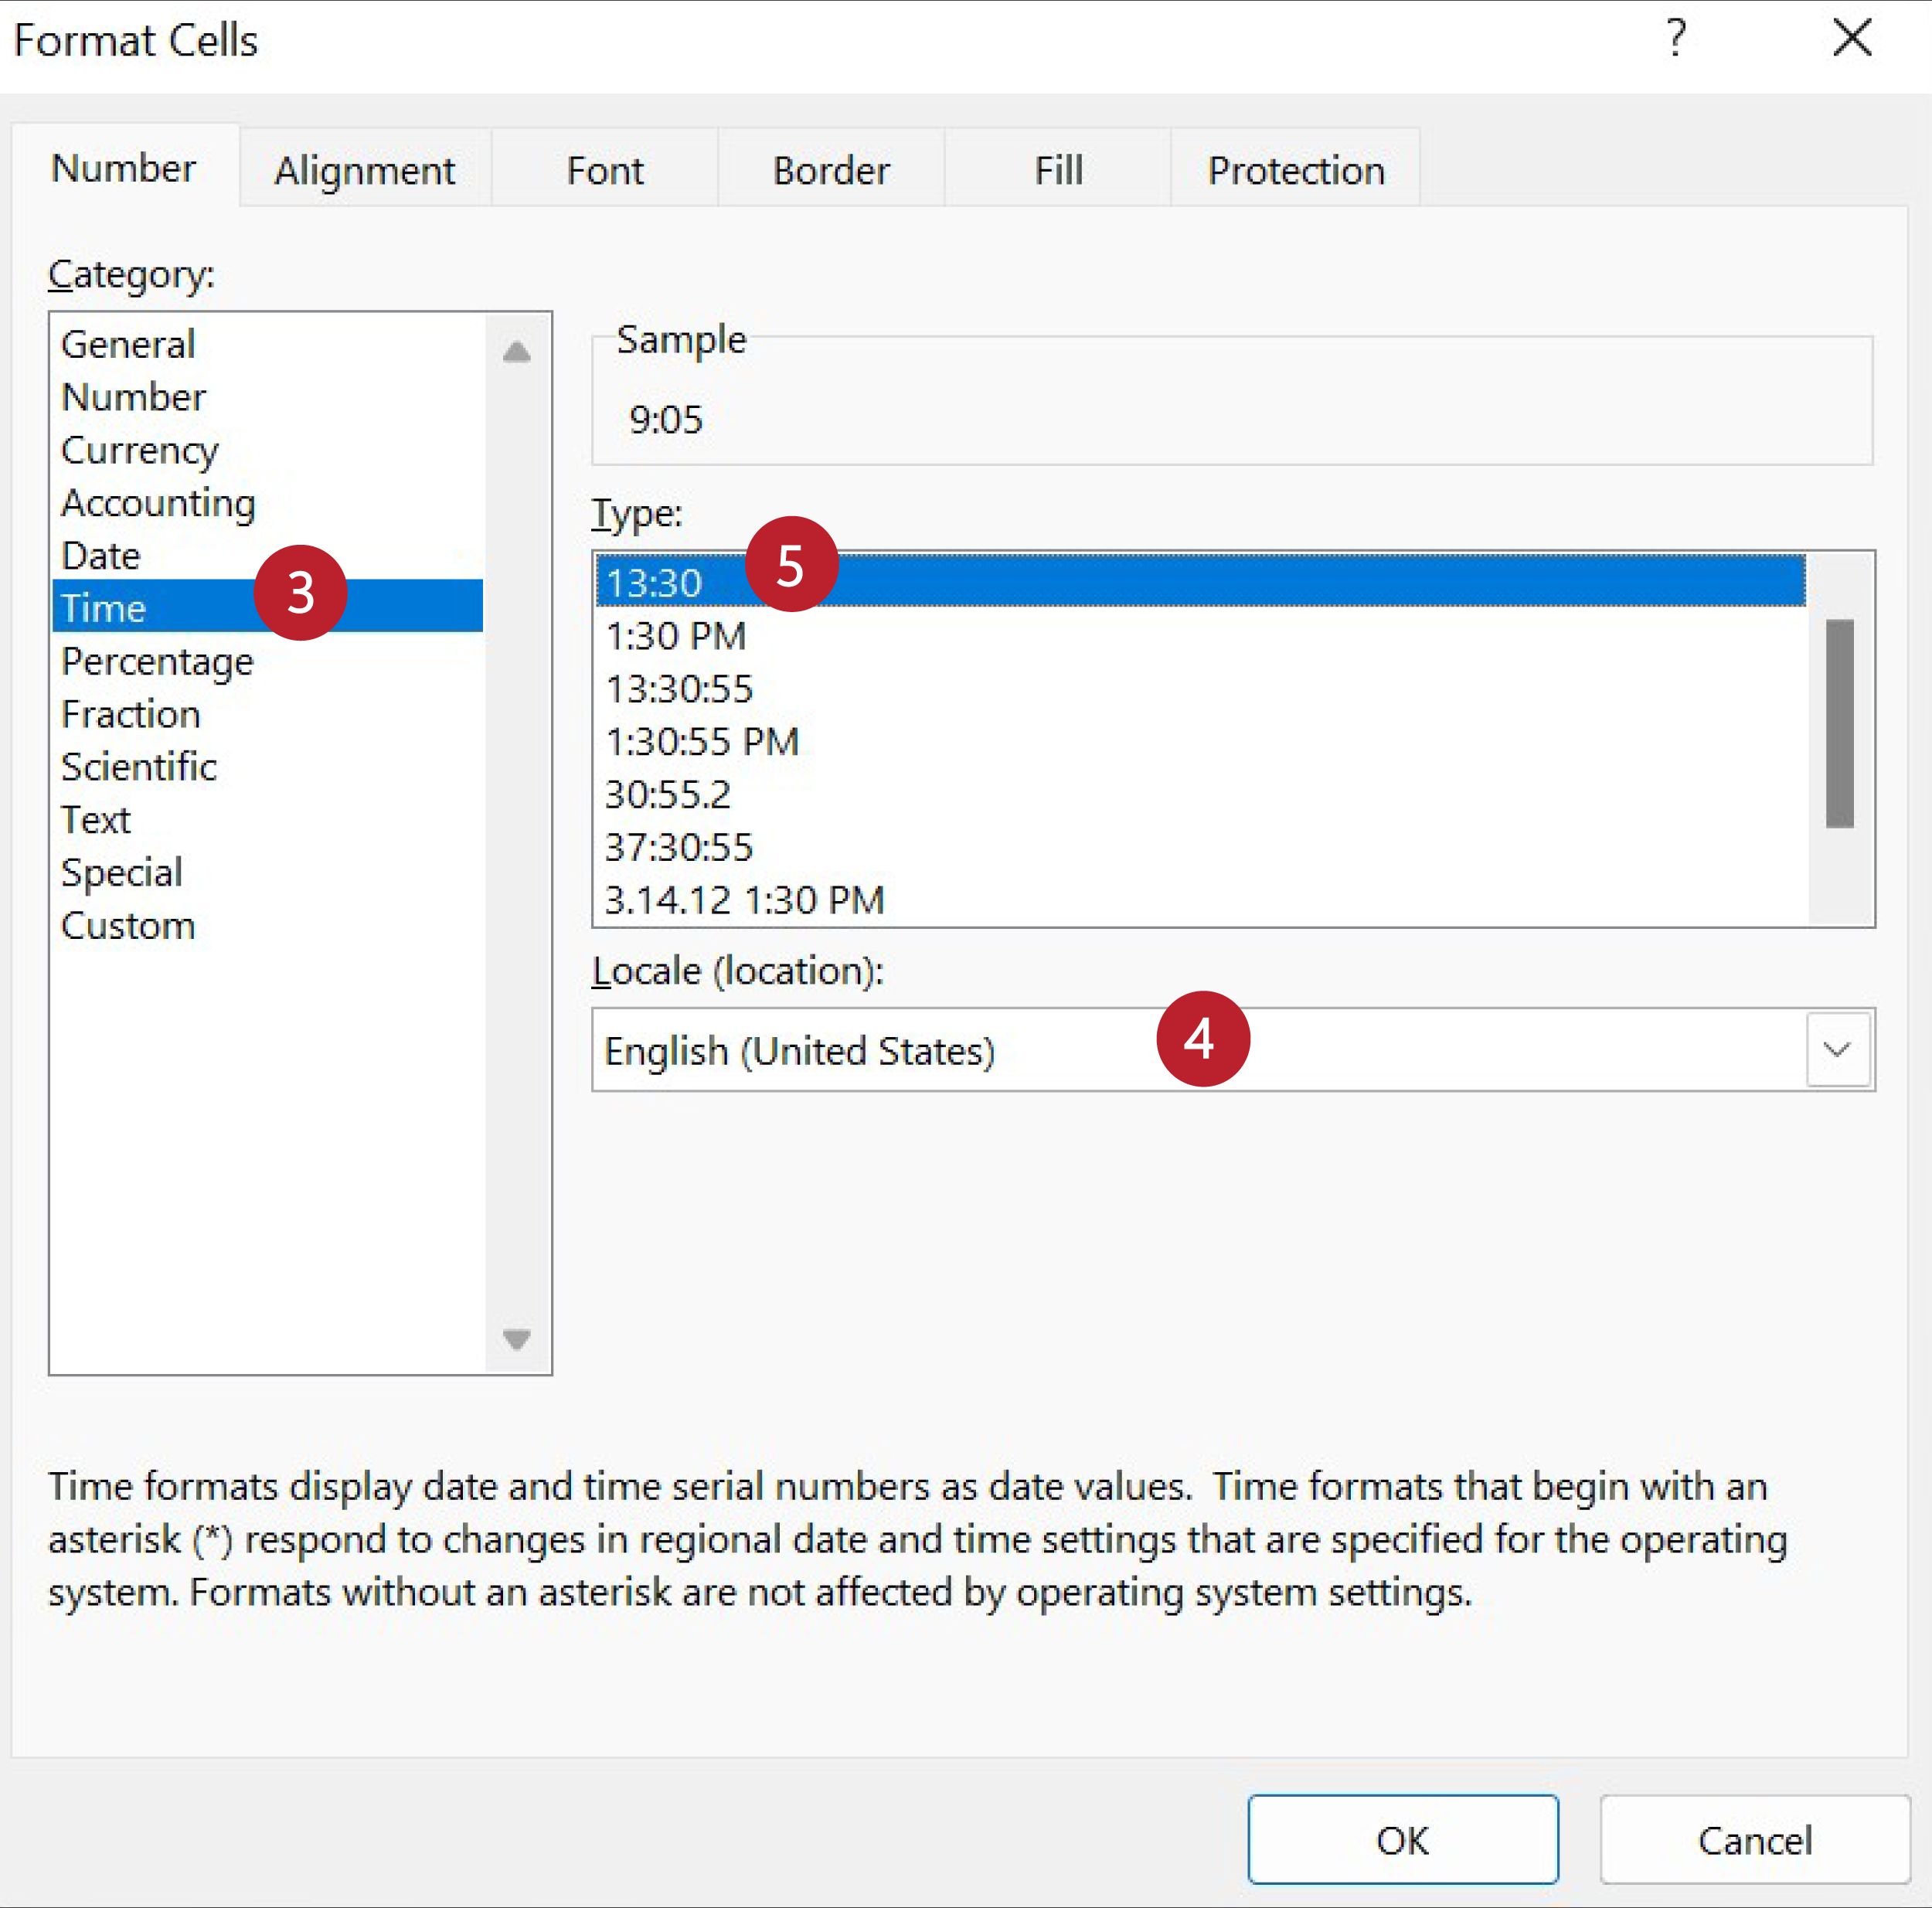 Format Cells
?
Number Alignment Font Border Fill Protection
Category:
General
Number
Currency
Accounting
Date
Time
3
Percentage
Fraction
Scientific
Text
Special
Custom
Sample
9:05
Type:
13:30
5
1:30 PM
13:30:55
1:30:55 PM
30:55.2
37:30:55
3.14.12 1:30 PM
Locale (location):
English (United States)
4
Time formats display date and time serial numbers as date values.  Time formats that begin with an
asterisk (*) respond to changes in regional date and time settings that are specified for the operating
system. Formats without an asterisk are not affected by operating system settings.
OK Cancel